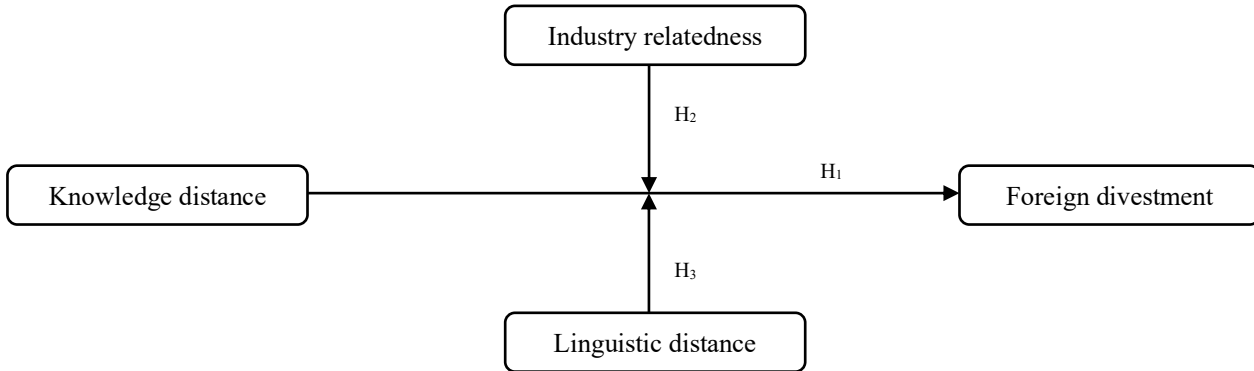 Industry relatedness
H₂
H₁
Knowledge distance
Foreign divestment
H₃
Linguistic distance